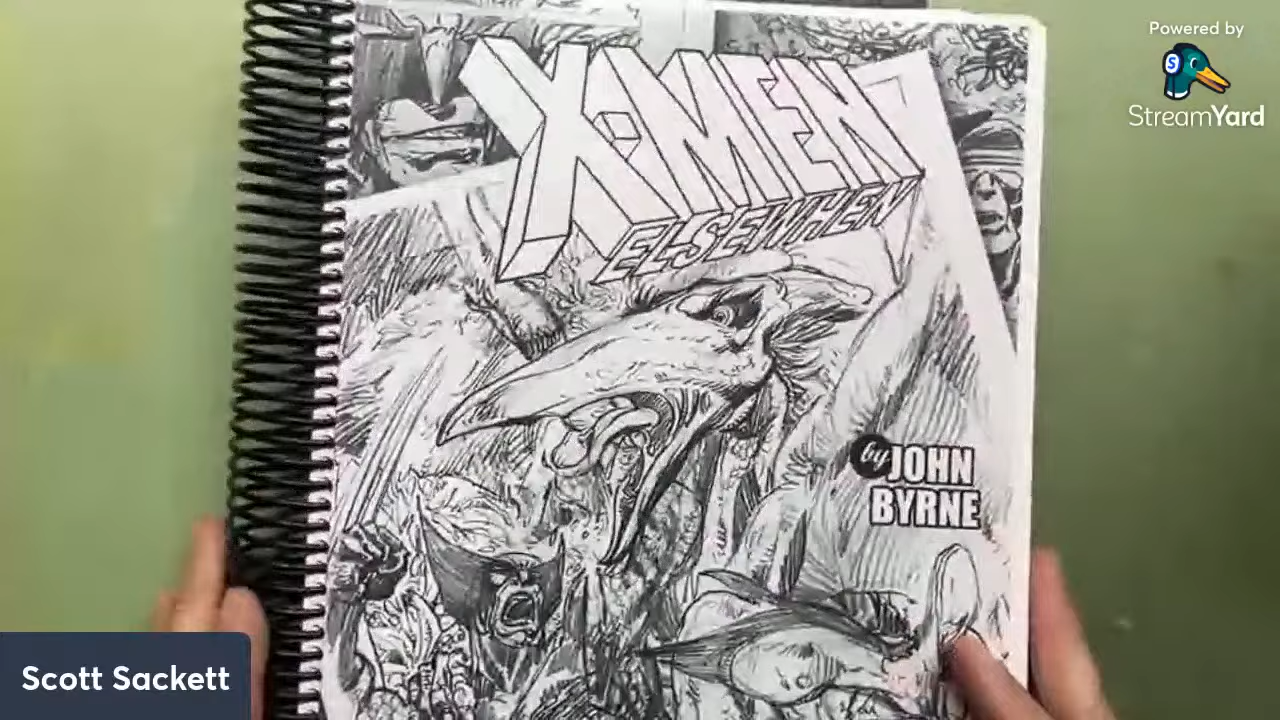 X-MEN
ELSEWHEN
by JOHN
BYRNE
Powered by
StreamYard
Scott Sackett